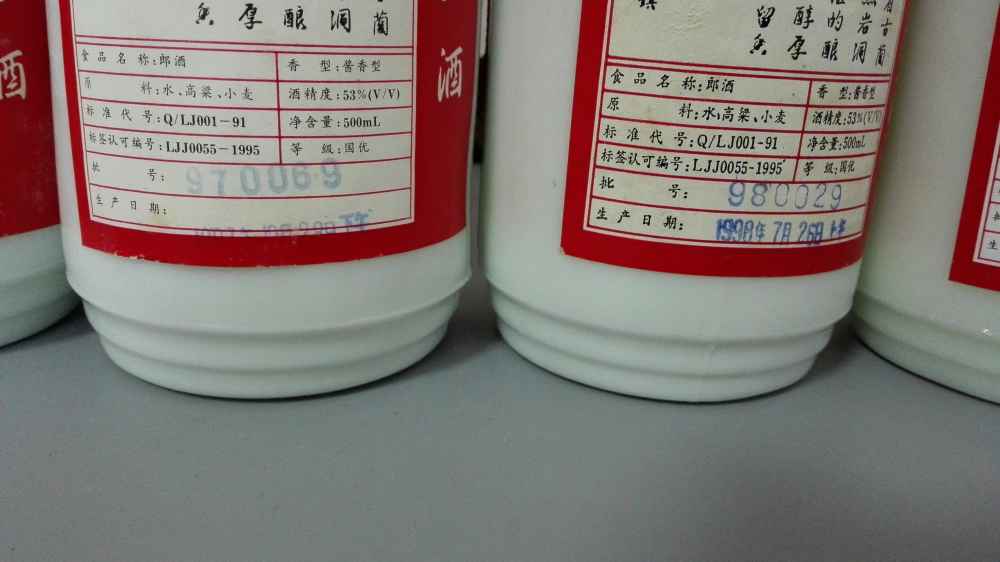 酒
厚 酿 洞 蔺
酒
食品名称:郎酒
香型:酱香型
原料:水、高粱、小麦
酒精度:53%(V/V)
标准代号:Q/LJ001-91
净含量:500mL
标签认可编号:LJJ0055-1995
等级:国优
批号:970069
生产日期:
镇
留 醇 的 岩 古
厚 酿 洞 蔺
食品名称:郎酒
香型:酱香型
原料:水、高粱、小麦
酒精度:53%(V/V)
标准代号:Q/LJ001-91
净含量:500mL
标签认可编号:LJJ0055-1995
等级:国优
批号:980029
生产日期:1998年7月26日